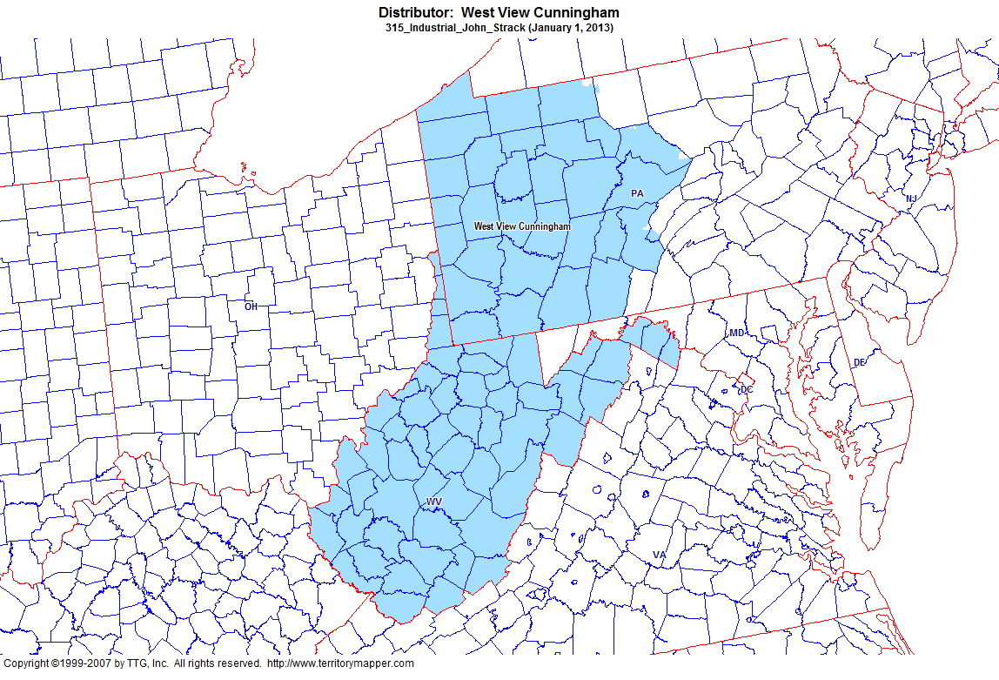 Distributor:  West View Cunningham
315_Industrial_John_Strack (January 1, 2013)
PA
NJ
West View Cunningham
OH
MD
DE
DC
WV
VA
Copyright ©1999-2007 by TTG, Inc.  All rights reserved.  http://www.territorymapper.com